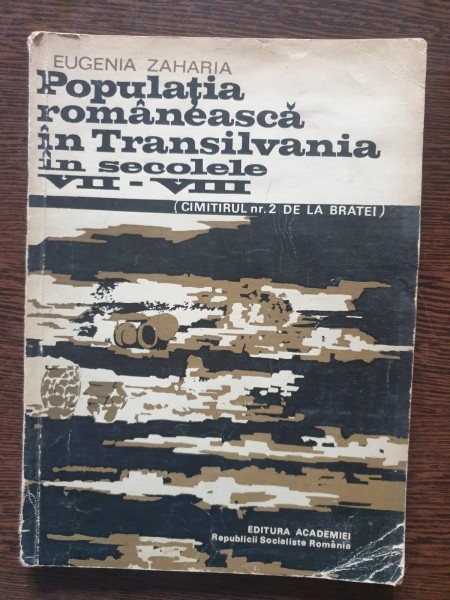 EUGENIA ZAHARIA
Populația
românească
în Transilvania
în secolele
VII-VIII
(CIMITIRUL nr. 2 DE LA BRATEI)
EDITURA ACADEMIEI
Republicii Socialiste România